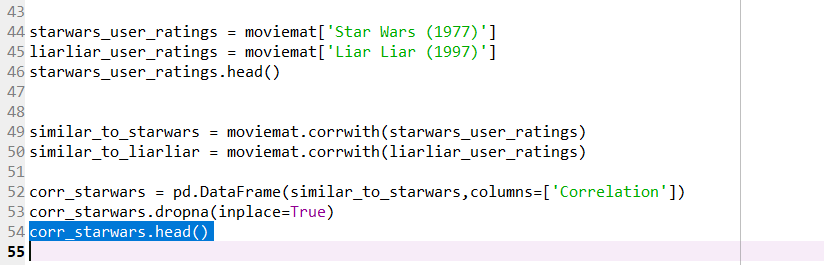 43
44 starwars_user_ratings = moviemat['Star Wars (1977)']
45 liarliar_user_ratings = moviemat['Liar Liar (1997)']
46 starwars_user_ratings.head()
47
48
49 similar_to_starwars = moviemat.corrwith(starwars_user_ratings)
50 similar_to_liarliar = moviemat.corrwith(liarliar_user_ratings)
51
52 corr_starwars = pd.DataFrame(similar_to_starwars,columns=['Correlation'])
53 corr_starwars.dropna(inplace=True)
54 corr_starwars.head()
55